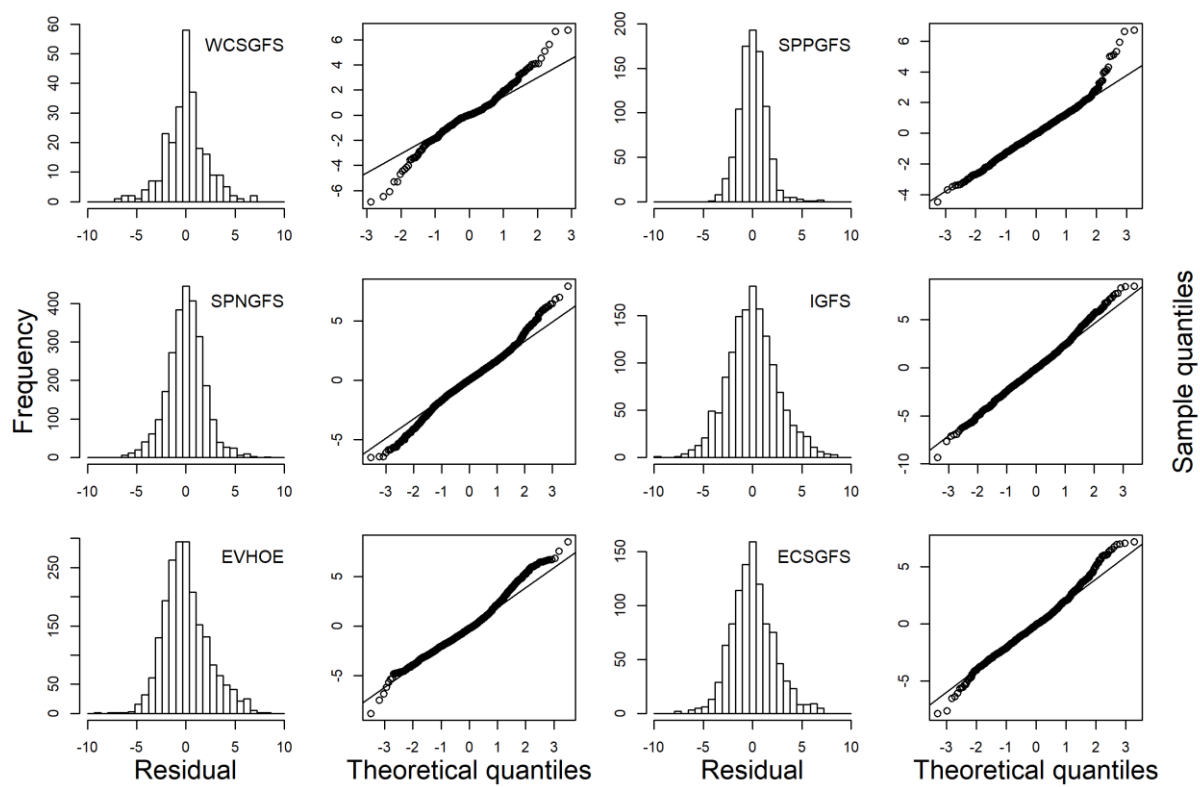 WCSGFS
0 10 20 30 40 50 60
-10 -5 0 5 10
-6 -4 -2 0 2 4 6
-3 -2 -1 0 1 2 3
SPPGFS
0 50 100 150 200
-10 -5 0 5 10
-4 -2 0 2 4 6
-3 -2 -1 0 1 2 3
SPNGFS
0 100 200 300 400
-10 -5 0 5 10
-5 0 5
-3 -2 -1 0 1 2 3
IGFS
0 50 100 150
-10 -5 0 5 10
-10 -5 0 5
-3 -2 -1 0 1 2 3
EVHOE
0 50 150 250
-10 -5 0 5 10
-5 0 5
-3 -2 -1 0 1 2 3
ECSGFS
0 50 100 150
-10 -5 0 5 10
-5 0 5
-3 -2 -1 0 1 2 3
Frequency
Sample quantiles
Residual
Theoretical quantiles
Residual
Theoretical quantiles